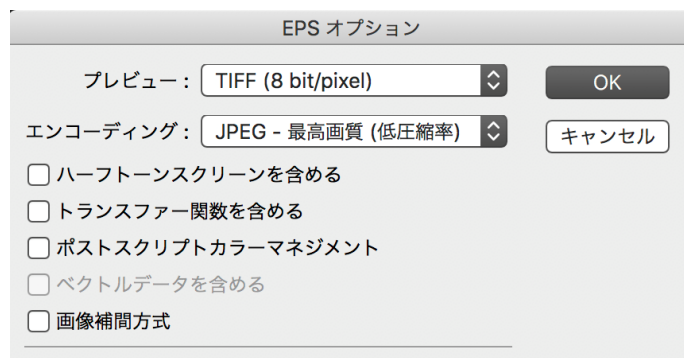 EPS オプション
プレビュー： TIFF (8 bit/pixel) OK
エンコーディング： JPEG - 最高画質 (低圧縮率) キャンセル
ハーフトーンスクリーンを含める
トランスファー関数を含める
ポストスクリプトカラーマネジメント
ベクトルデータを含める
画像補間方式